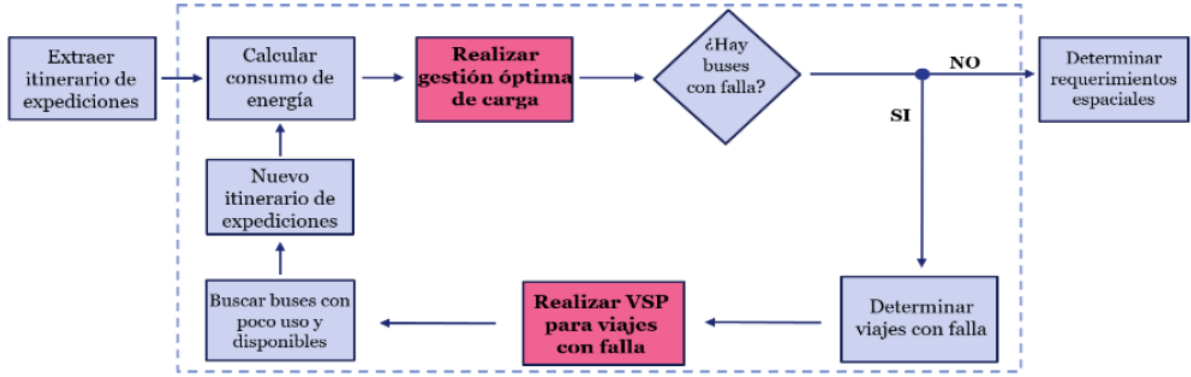 Extraer
itinerario de
expediciones
Calcular
consumo de
energía
Realizar
gestión óptima
de carga
¿Hay
buses
con falla?
NO
SI
Determinar
requerimientos
espaciales
Nuevo
itinerario de
expediciones
Buscar buses con
poco uso y
disponibles
Realizar VSP
para viajes
con falla
Determinar
viajes con falla